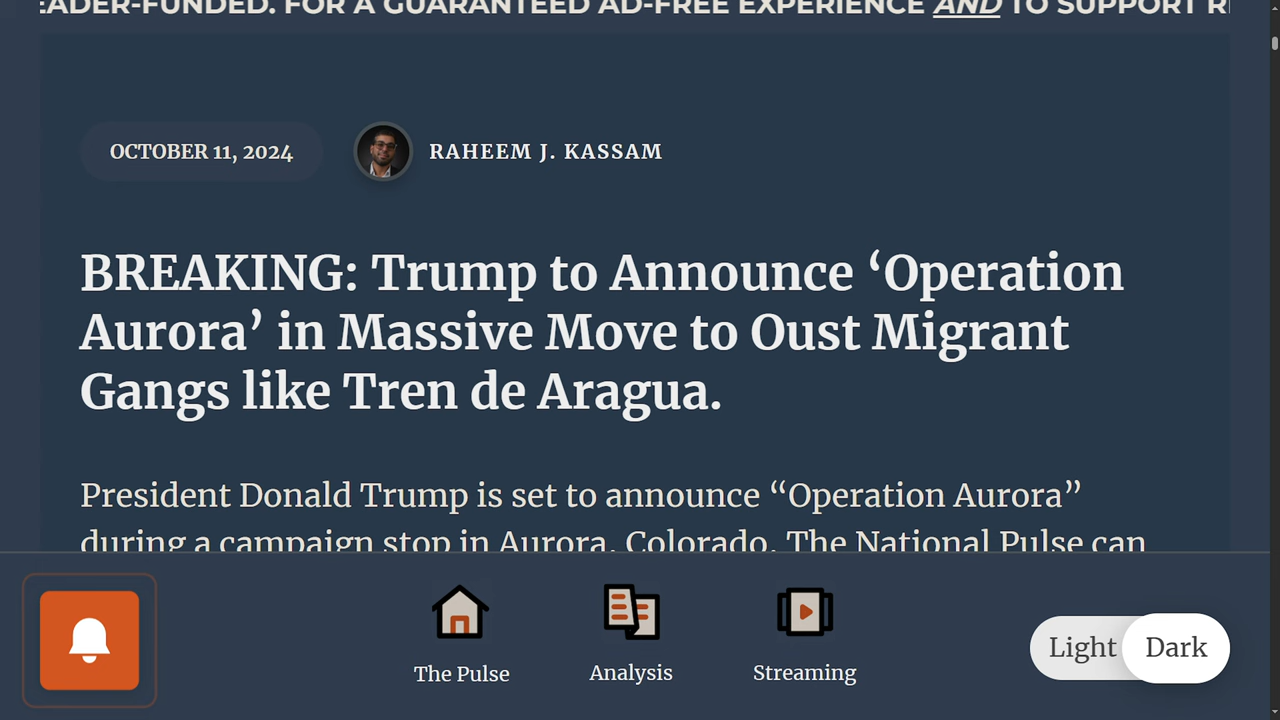 EADER-FUNDED. FOR A GUARANTEED AD-FREE EXPERIENCE AND TO SUPPORT R
OCTOBER 11, 2024
RAHEEM J. KASSAM
BREAKING: Trump to Announce ‘Operation
Aurora’ in Massive Move to Oust Migrant
Gangs like Tren de Aragua.
President Donald Trump is set to announce “Operation Aurora”
during a campaign stop in Aurora, Colorado, The National Pulse can
The Pulse
Analysis
Streaming
Light
Dark